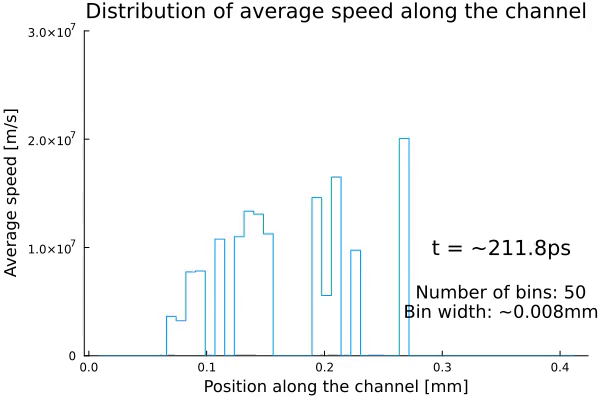 Distribution of average speed along the channel
Average speed [m/s]
3.0×10⁷
2.0×10⁷
1.0×10⁷
0
t = ~211.8ps
Number of bins: 50
Bin width: ~0.008mm
0.0 0.1 0.2 0.3 0.4
Position along the channel [mm]